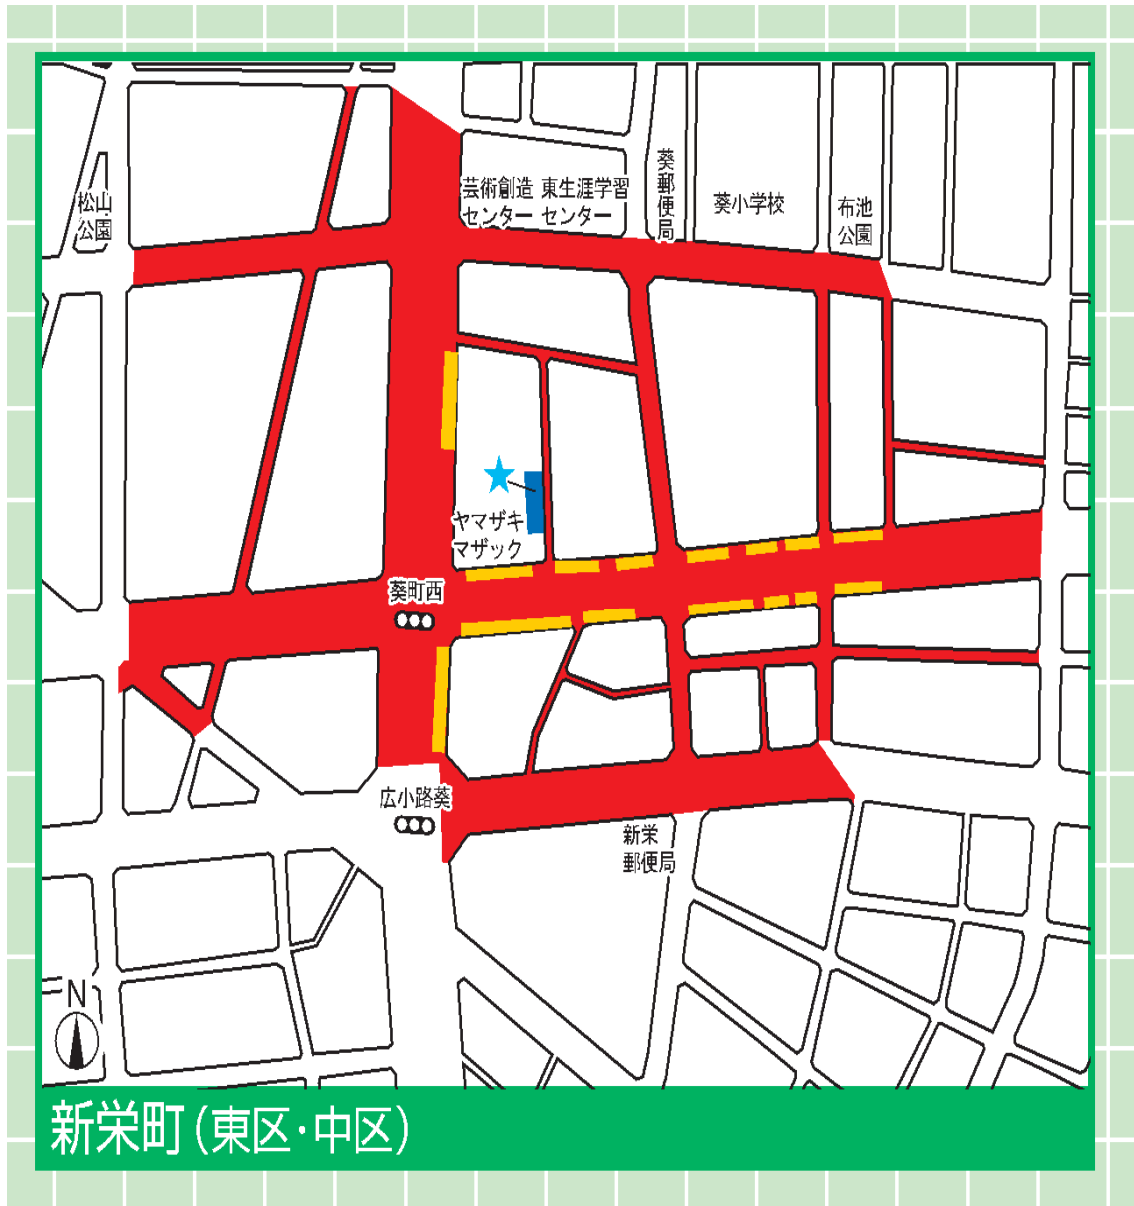 葵郵便局
芸術創造
センター
東生涯学習
センター
葵小学校
布池
公園
松山
公園
ヤマザキ
マザック
葵町西
広小路葵
新栄
郵便局
N
新栄町(東区・中区)